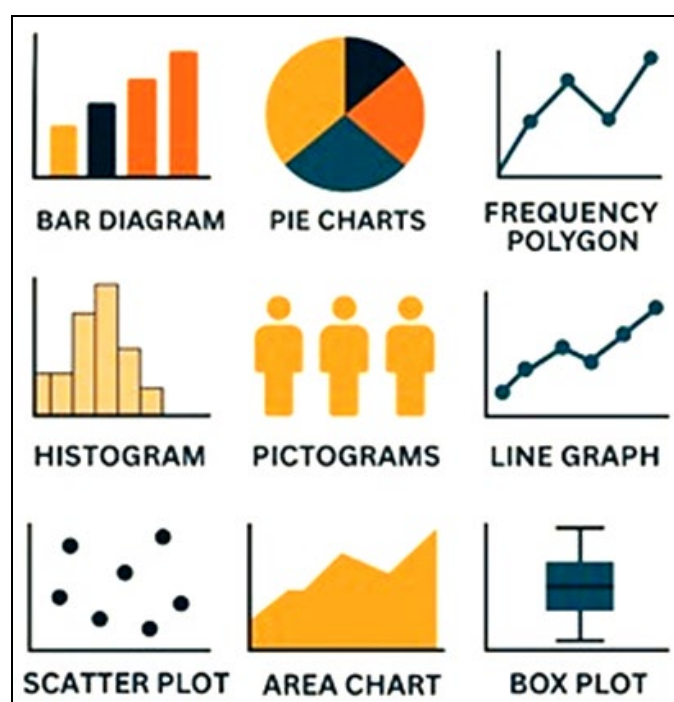 BAR DIAGRAM
PIE CHARTS
FREQUENCY
POLYGON
HISTOGRAM
PICTOGRAMS
LINE GRAPH
SCATTER PLOT
AREA CHART
BOX PLOT